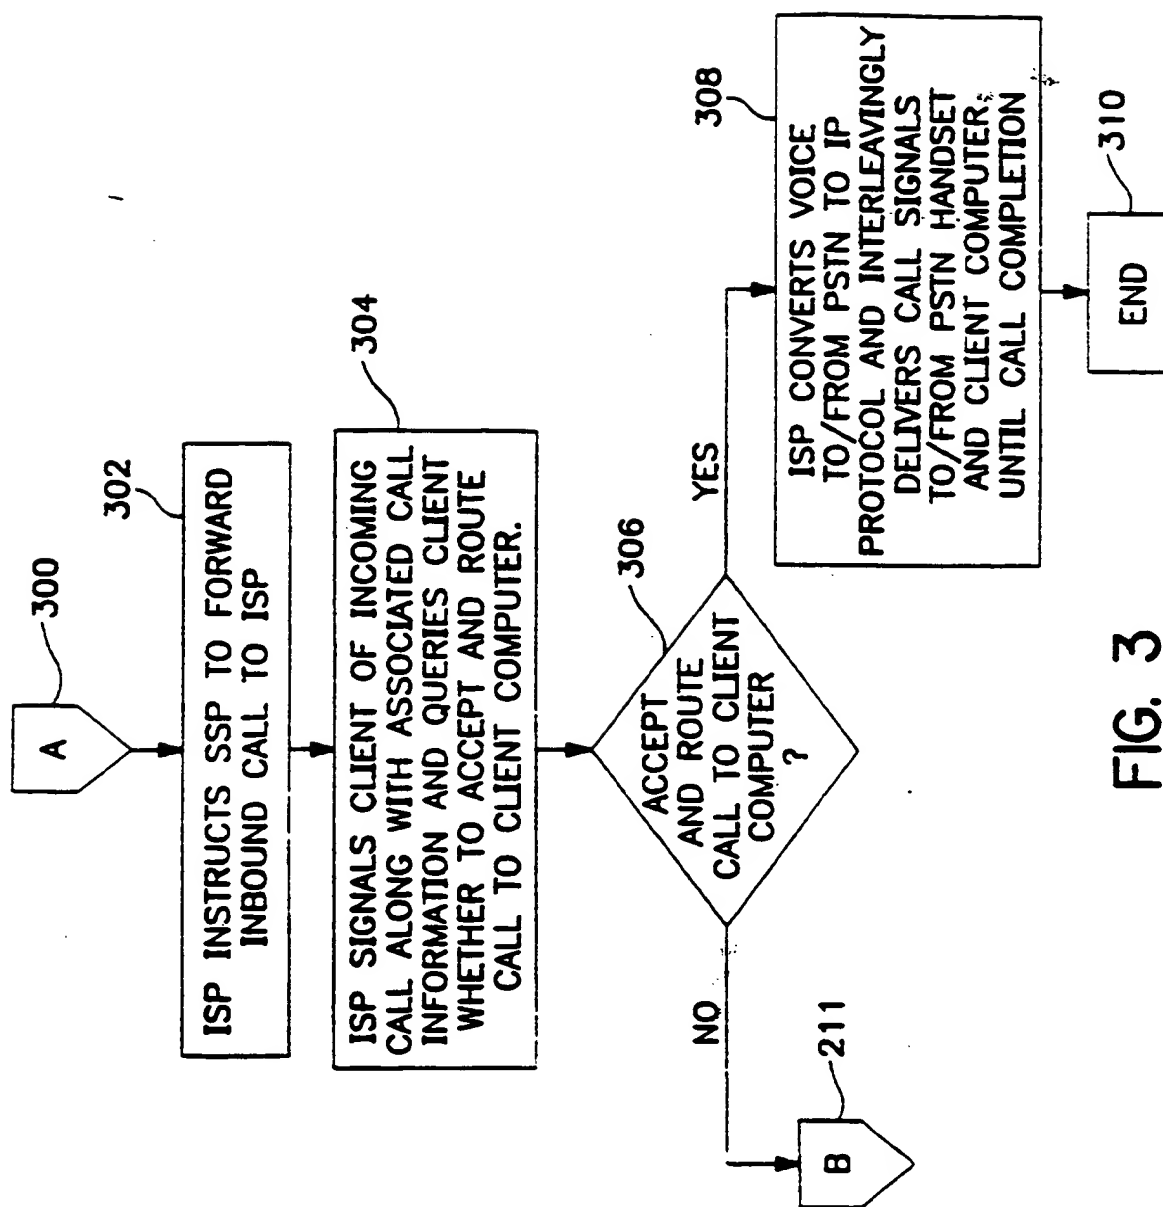 A
300
302
ISP INSTRUCTS SSP TO FORWARD
INBOUND CALL TO ISP
304
ISP SIGNALS CLIENT OF INCOMING
CALL ALONG WITH ASSOCIATED CALL
INFORMATION AND QUERIES CLIENT
WHETHER TO ACCEPT AND ROUTE
CALL TO CLIENT COMPUTER.
306
ACCEPT
AND ROUTE
CALL TO CLIENT
COMPUTER
?
NO
YES
B
211
308
ISP CONVERTS VOICE
TO/FROM PSTN TO IP
PROTOCOL AND INTERLEAVINGLY
DELIVERS CALL SIGNALS
TO/FROM PSTN HANDSET
AND CLIENT COMPUTER,
UNTIL CALL COMPLETION
310
END
FIG. 3